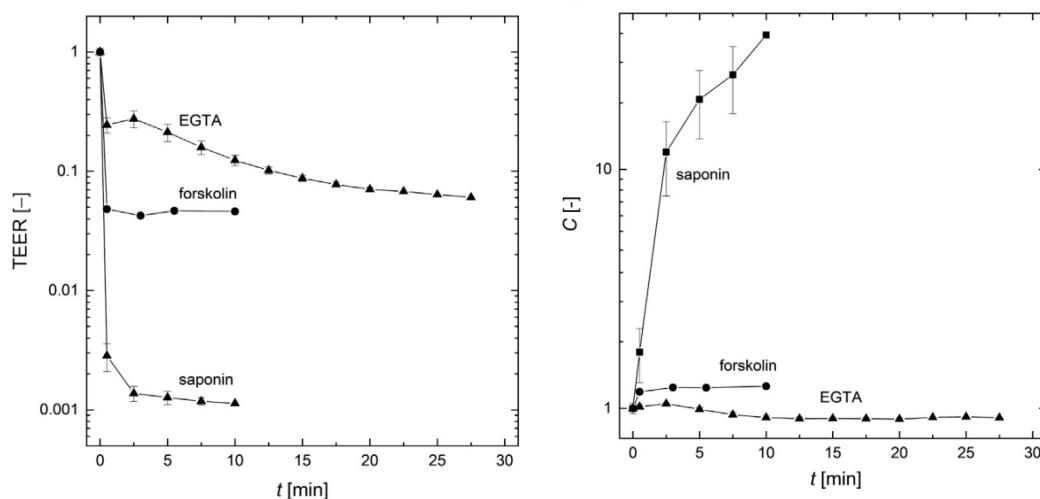 1
0.1
0.01
0.001
TEER [–]
EGTA
forskolin
saponin
0 5 10 15 20 25 30
t [min]
10
1
C [-]
saponin
forskolin
EGTA
0 5 10 15 20 25 30
t [min]